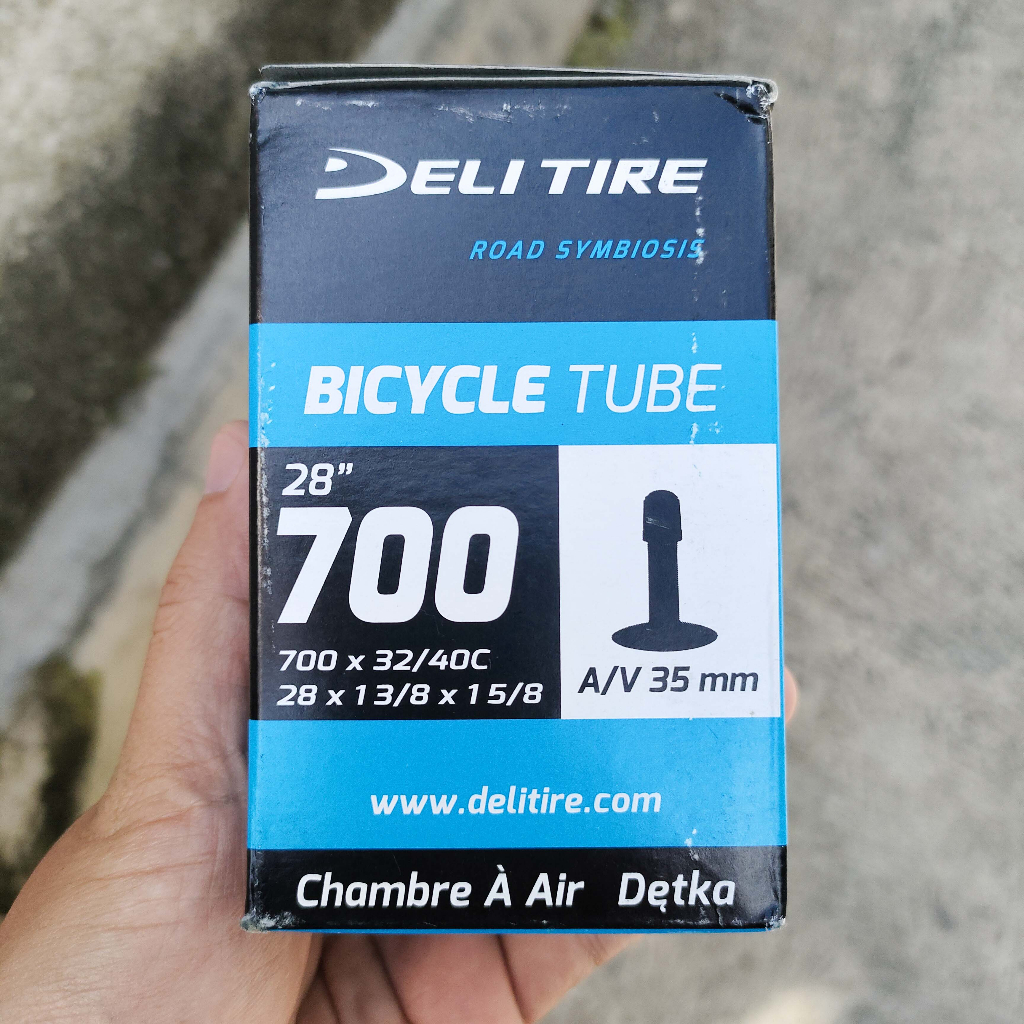 DELI TIRE
ROAD SYMBIOSIS
BICYCLE TUBE
28”
700
700 x 32/40C
28 x 1 3/8 x 1 5/8
A/V 35 mm
www.delitire.com
Chambre À Air Dętka